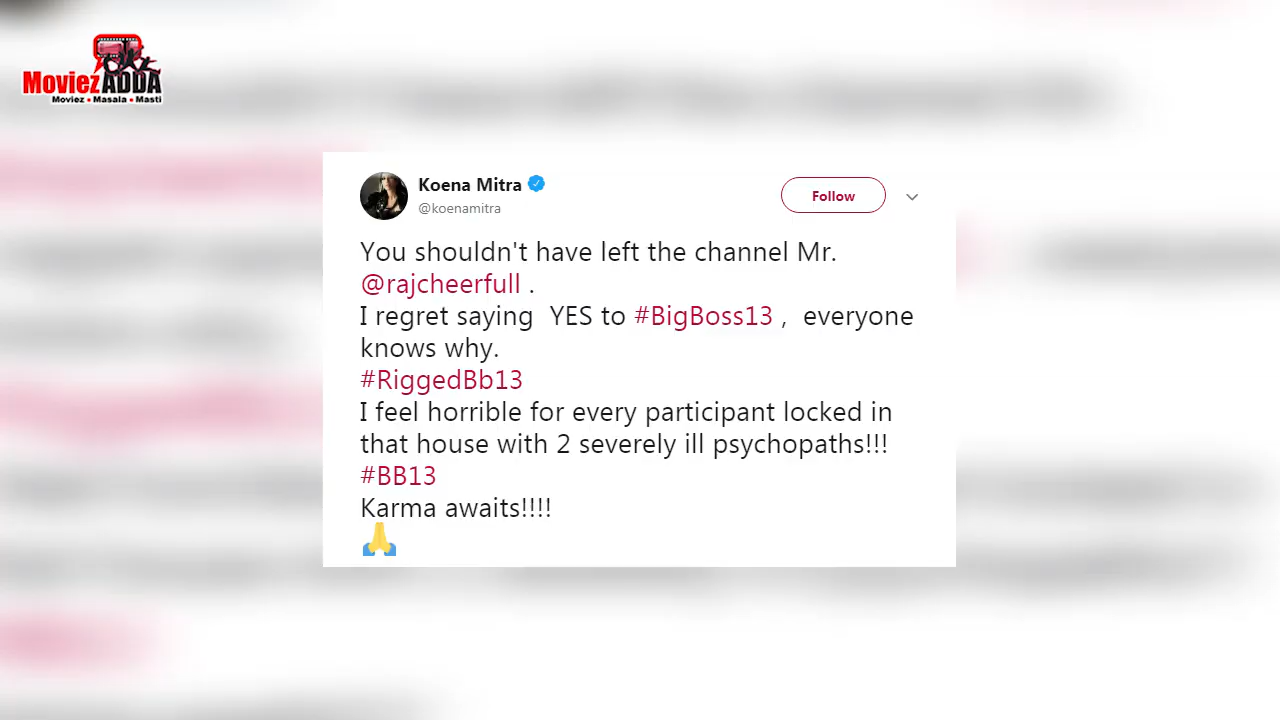 MoviezADDA
Moviez • Masala • Masti
Koena Mitra
@koenamitra
Follow
You shouldn't have left the channel Mr.
@rajcheerfull .
I regret saying  YES to #BigBoss13 ,  everyone
knows why.
#RiggedBb13
I feel horrible for every participant locked in
that house with 2 severely ill psychopaths!!!
#BB13
Karma awaits!!!!
🙏